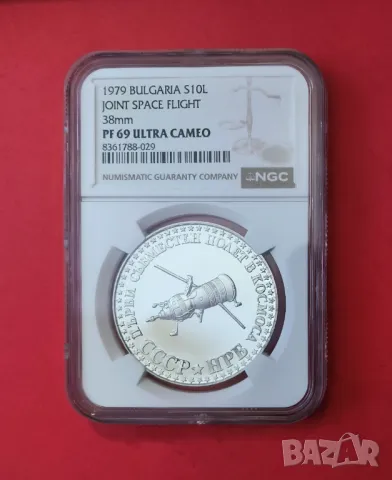 1979 BULGARIA S10L
JOINT SPACE FLIGHT
38mm
PF 69 ULTRA CAMEO
8361788-029
NUMISMATIC GUARANTY COMPANY
NGC
ПЪРВИ СЪВМЕСТЕН ПОЛЕТ В КОСМОСА
СССР★НРБ
BAZAR.bg